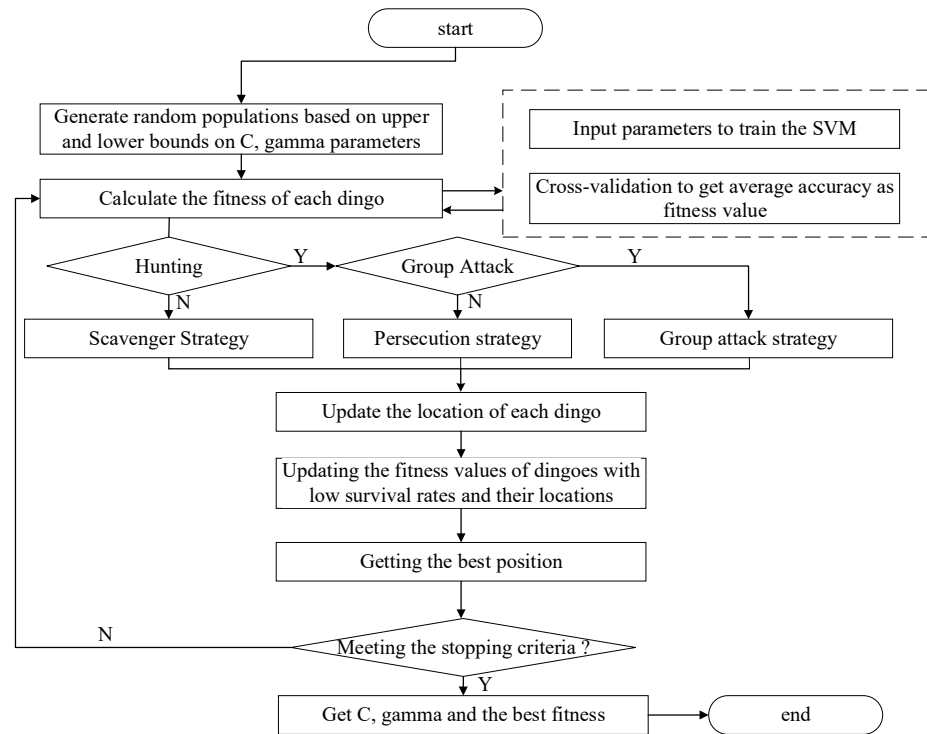 start
Generate random populations based on upper
and lower bounds on C, gamma parameters
Input parameters to train the SVM
Calculate the fitness of each dingo
Cross-validation to get average accuracy as
fitness value
Hunting
Y
Group Attack
Y
N
N
Scavenger Strategy
Persecution strategy
Group attack strategy
Update the location of each dingo
Updating the fitness values of dingoes with
low survival rates and their locations
Getting the best position
N
Meeting the stopping criteria ?
Y
Get C, gamma and the best fitness
end